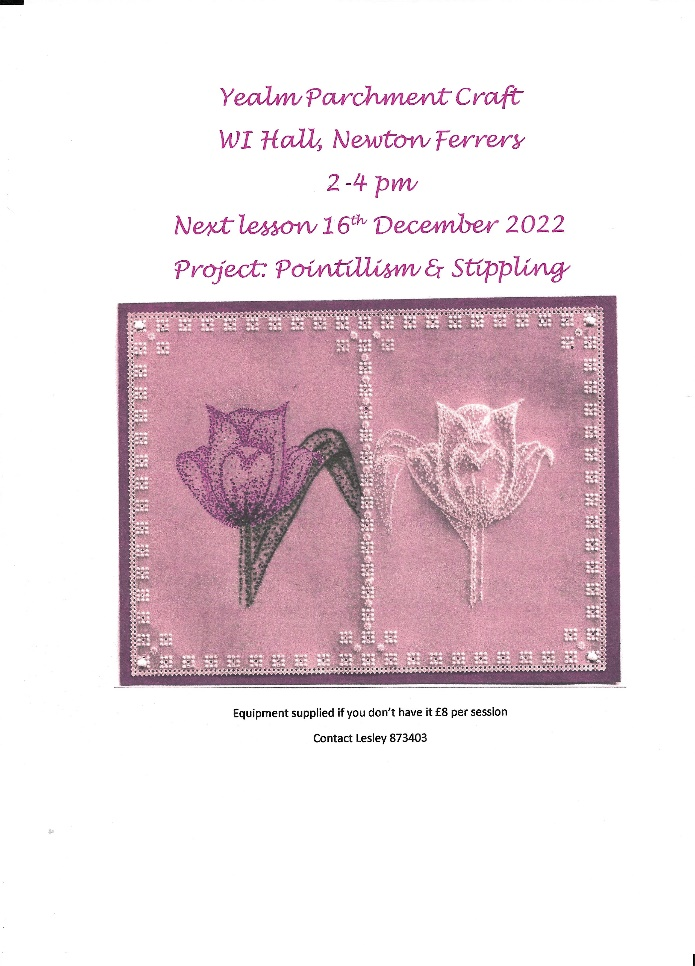 Yealm Parchment Craft
WI Hall, Newton Ferrers
2-4 pm
Next lesson 16th December 2022
Project: Pointillism & Stippling
Equipment supplied if you don't have it £8 per session
Contact Lesley 873403